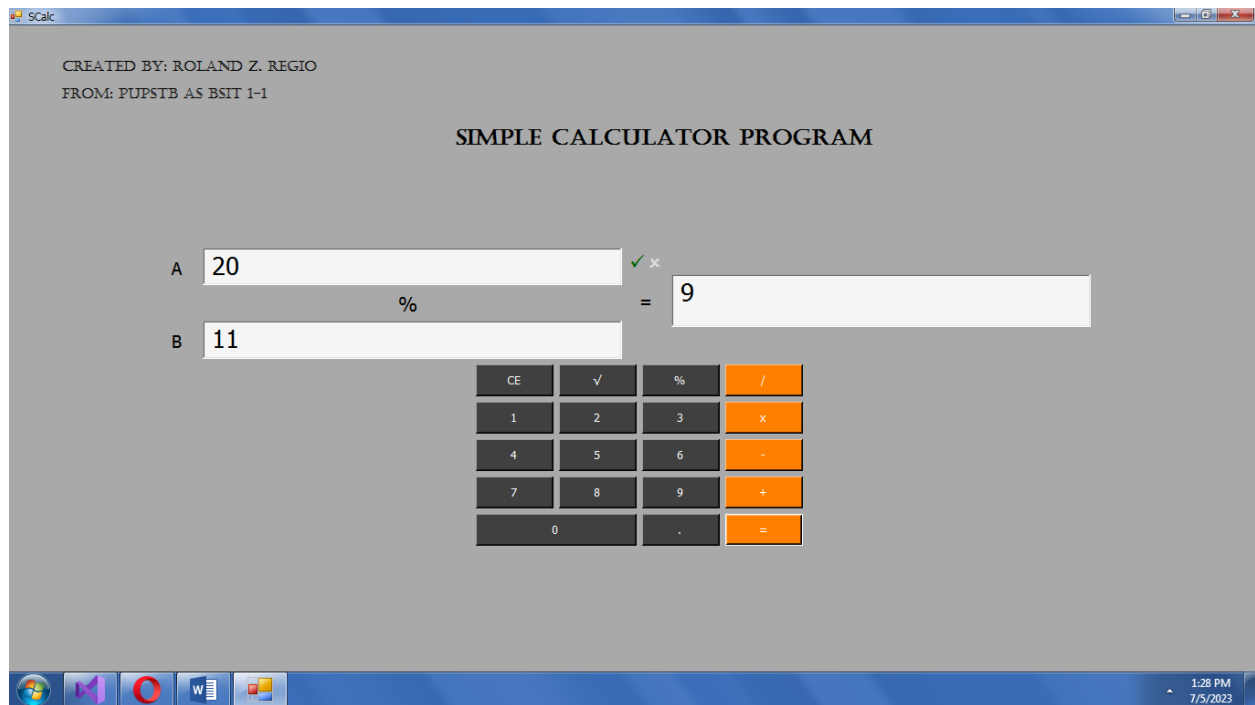 SCalc
CREATED BY: ROLAND Z. REGIO
FROM: PUPSTB AS BSIT 1-1
SIMPLE CALCULATOR PROGRAM
A 20
%
= 9
B 11
CE √ % /
1 2 3 x
4 5 6 -
7 8 9 +
0 . =
W
1:28 PM
7/5/2023